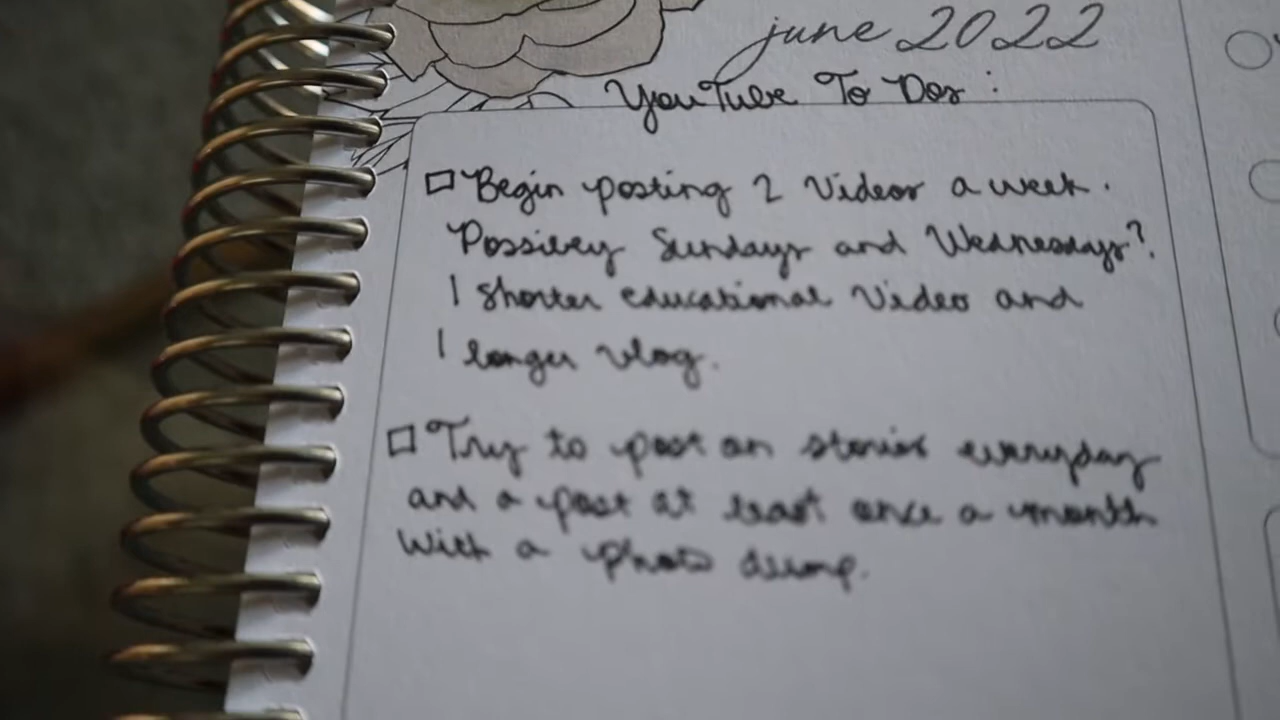 june 2022
YouTube To Dos :
Begin posting 2 Videos a week.
Possibly Sundays and Wednesdays?
1 shorter educational Video and
1 longer vlog.
Try to post on stories everyday
and a post at least once a month
With a photo dump.